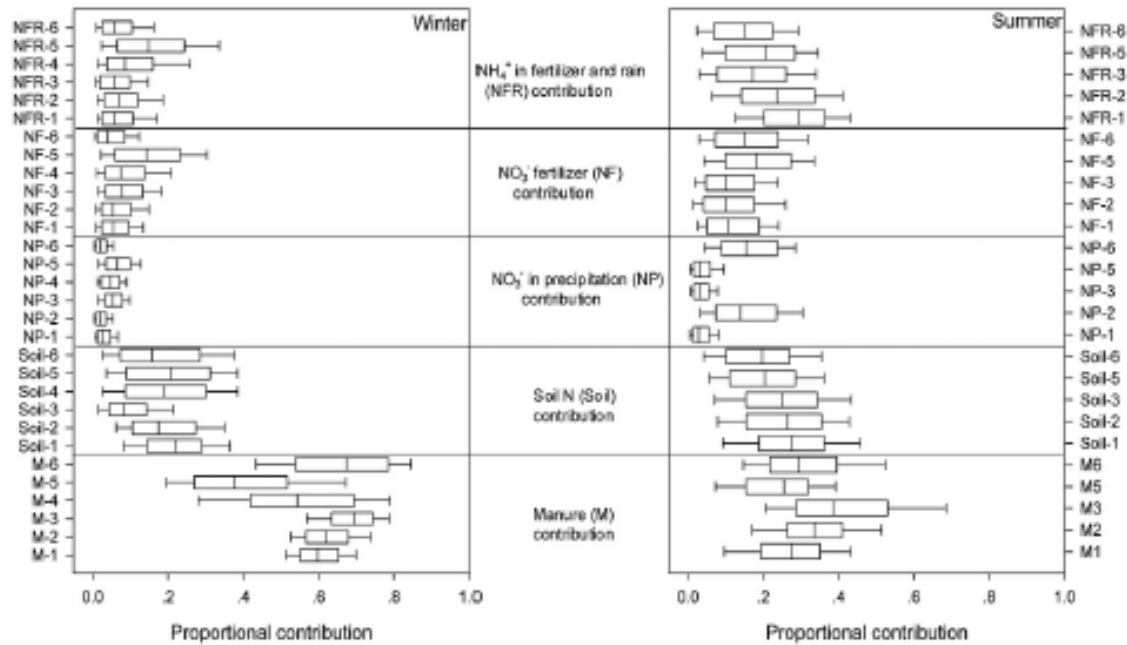 Winter
NFR-6
NFR-5
NFR-4
NFR-3
NFR-2
NFR-1
NF-6
NF-5
NF-4
NF-3
NF-2
NF-1
NP-6
NP-5
NP-4
NP-3
NP-2
NP-1
Soil-6
Soil-5
Soil-4
Soil-3
Soil-2
Soil-1
M-6
M-5
M-4
M-3
M-2
M-1
0.0 .2 .4 .6 .8 1.0
Proportional contribution
NH₄⁺ in fertilizer and rain
(NFR) contribution
NO₃⁻ fertilizer (NF)
contribution
NO₃⁻ in precipitation (NP)
contribution
Soil N (Soil)
contribution
Manure (M)
contribution
Summer
NFR-6
NFR-5
NFR-3
NFR-2
NFR-1
NF-6
NF-5
NF-3
NF-2
NF-1
NP-6
NP-5
NP-3
NP-2
NP-1
Soil-6
Soil-5
Soil-3
Soil-2
Soil-1
M6
M5
M3
M2
M1
0.0 .2 .4 .6 .8 1.0
Proportional contribution